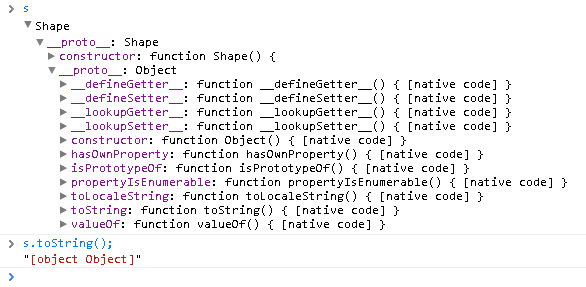 > s
▼ Shape
▼ __proto__: Shape
▶ constructor: function Shape() {
▼ __proto__: Object
▶ __defineGetter__: function __defineGetter__() { [native code] }
▶ __defineSetter__: function __defineSetter__() { [native code] }
▶ __lookupGetter__: function __lookupGetter__() { [native code] }
▶ __lookupSetter__: function __lookupSetter__() { [native code] }
▶ constructor: function Object() { [native code] }
▶ hasOwnProperty: function hasOwnProperty() { [native code] }
▶ isPrototypeOf: function isPrototypeOf() { [native code] }
▶ propertyIsEnumerable: function propertyIsEnumerable() { [native code] }
▶ toLocaleString: function toLocaleString() { [native code] }
▶ toString: function toString() { [native code] }
▶ valueOf: function valueOf() { [native code] }
> s.toString();
"[object Object]"
>